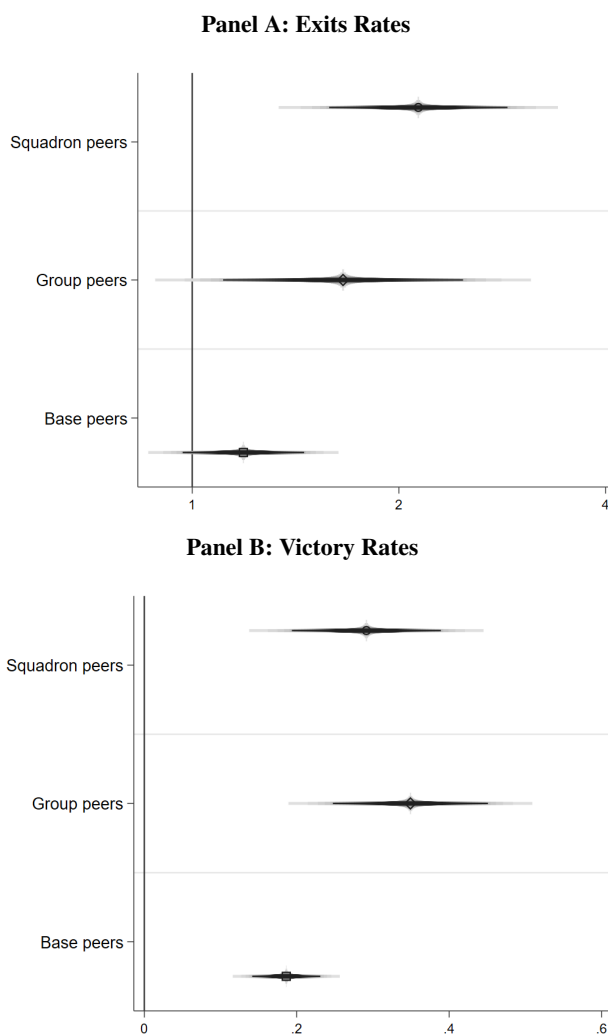 Panel A: Exits Rates
Squadron peers
Group peers
Base peers
1 2 4
Panel B: Victory Rates
Squadron peers
Group peers
Base peers
0 .2 .4 .6